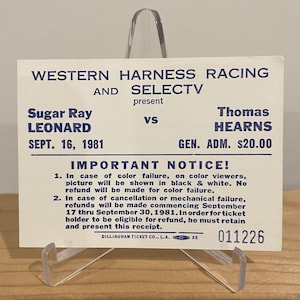 WESTERN HARNESS RACING
AND SELECTV
present
Sugar Ray Thomas
LEONARD VS HEARNS
SEPT. 16, 1981 GEN. ADM. $20.00
IMPORTANT NOTICE!
1. In case of color failure, on color viewers,
picture will be shown in black & white. No
refund will be made for color failure.
2. In case of cancellation or mechanical failure,
refunds will be made commencing September
17 thru September 30, 1981. In order for ticket
holder to be eligible for refund, he must retain
and present this receipt.
DILLINGHAM TICKET CO., L.A. 011226